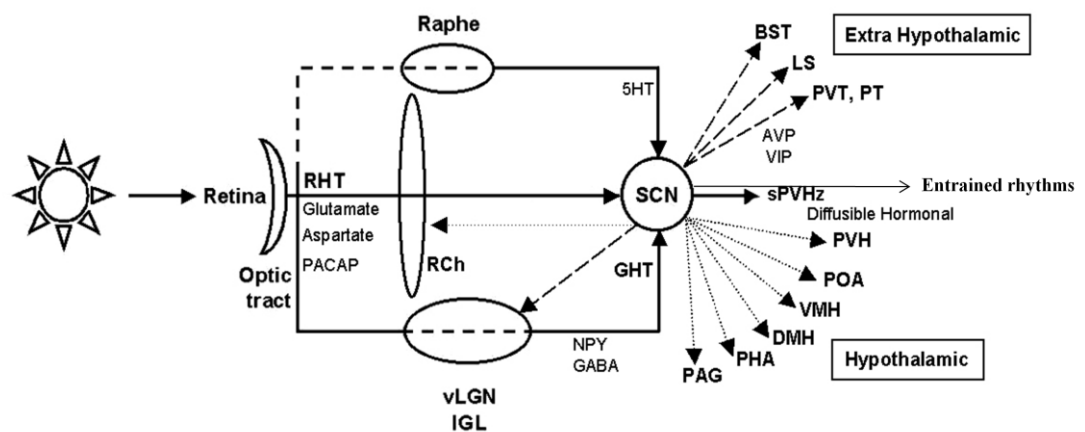 Raphe
BST
Extra Hypothalamic
LS
5HT
PVT, PT
AVP
VIP
Retina
RHT
SCN
sPVHz
Entrained rhythms
Glutamate
Diffusible Hormonal
Aspartate
PVH
PACAP
RCh
GHT
Optic
tract
POA
VMH
DMH
NPY
GABA
PHA
PAG
Hypothalamic
vLGN
IGL